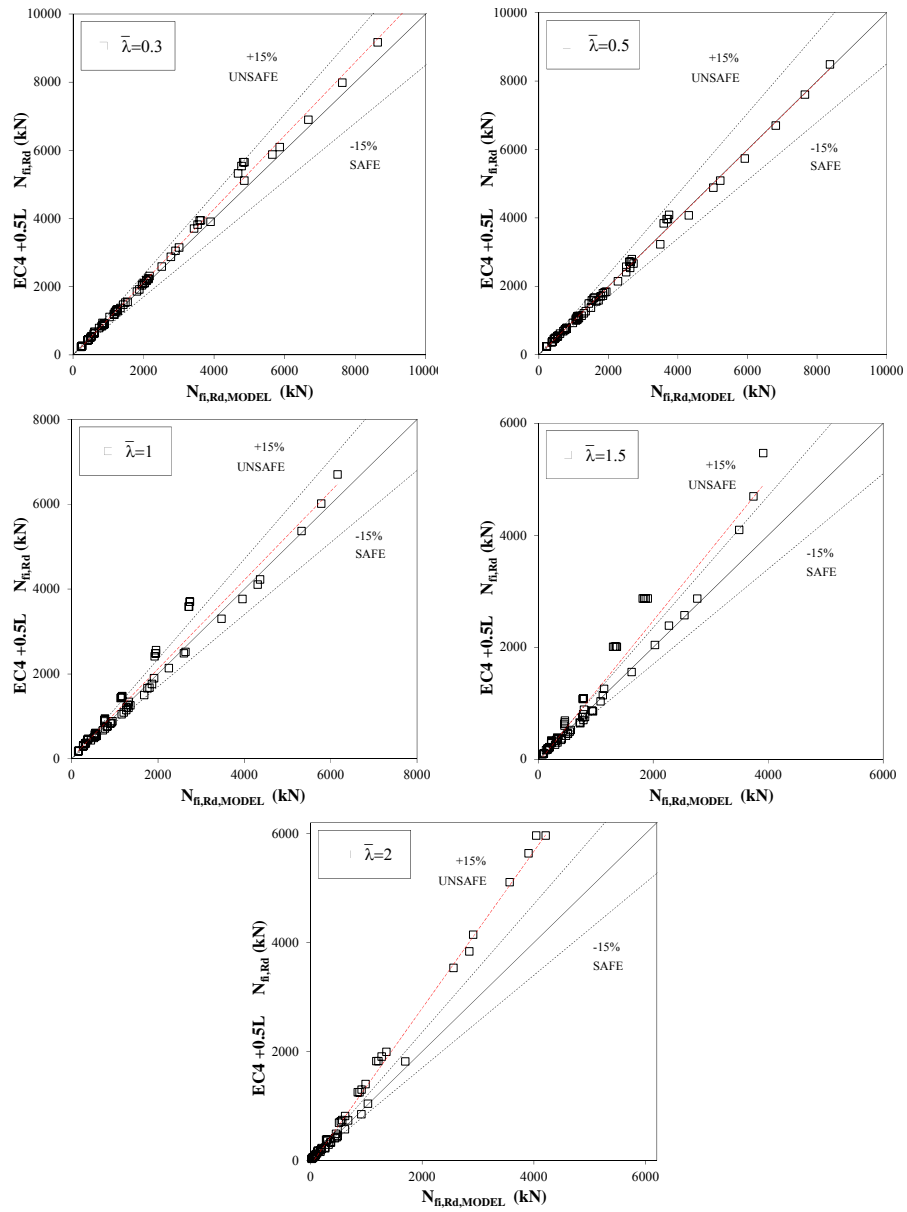 10000
8000
6000
4000
2000
0
0 2000 4000 6000 8000 10000
λ̅=0.3
+15%
UNSAFE
-15%
SAFE
EC4 +0.5L N_fi,Rd (kN)
N_fi,Rd,MODEL (kN)
10000
8000
6000
4000
2000
0
0 2000 4000 6000 8000 10000
λ̅=0.5
+15%
UNSAFE
-15%
SAFE
EC4 +0.5L N_fi,Rd (kN)
N_fi,Rd,MODEL (kN)
8000
6000
4000
2000
0
0 2000 4000 6000 8000
λ̅=1
+15%
UNSAFE
-15%
SAFE
EC4 +0.5L N_fi,Rd (kN)
N_fi,Rd,MODEL (kN)
6000
4000
2000
0
0 2000 4000 6000
λ̅=1.5
+15%
UNSAFE
-15%
SAFE
EC4 +0.5L N_fi,Rd (kN)
N_fi,Rd,MODEL (kN)
6000
4000
2000
0
0 2000 4000 6000
λ̅=2
+15%
UNSAFE
-15%
SAFE
EC4 +0.5L N_fi,Rd (kN)
N_fi,Rd,MODEL (kN)